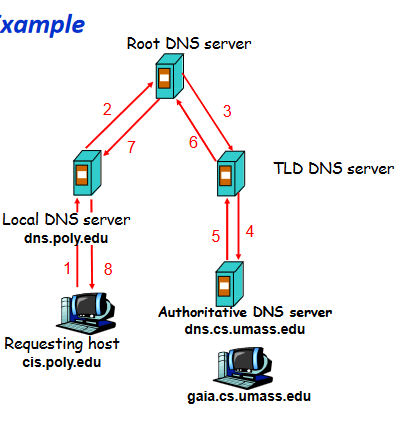 Example
Root DNS server
2
3
7
6
TLD DNS server
Local DNS server
dns.poly.edu
5
4
1
8
Authoritative DNS server
dns.cs.umass.edu
Requesting host
cis.poly.edu
gaia.cs.umass.edu